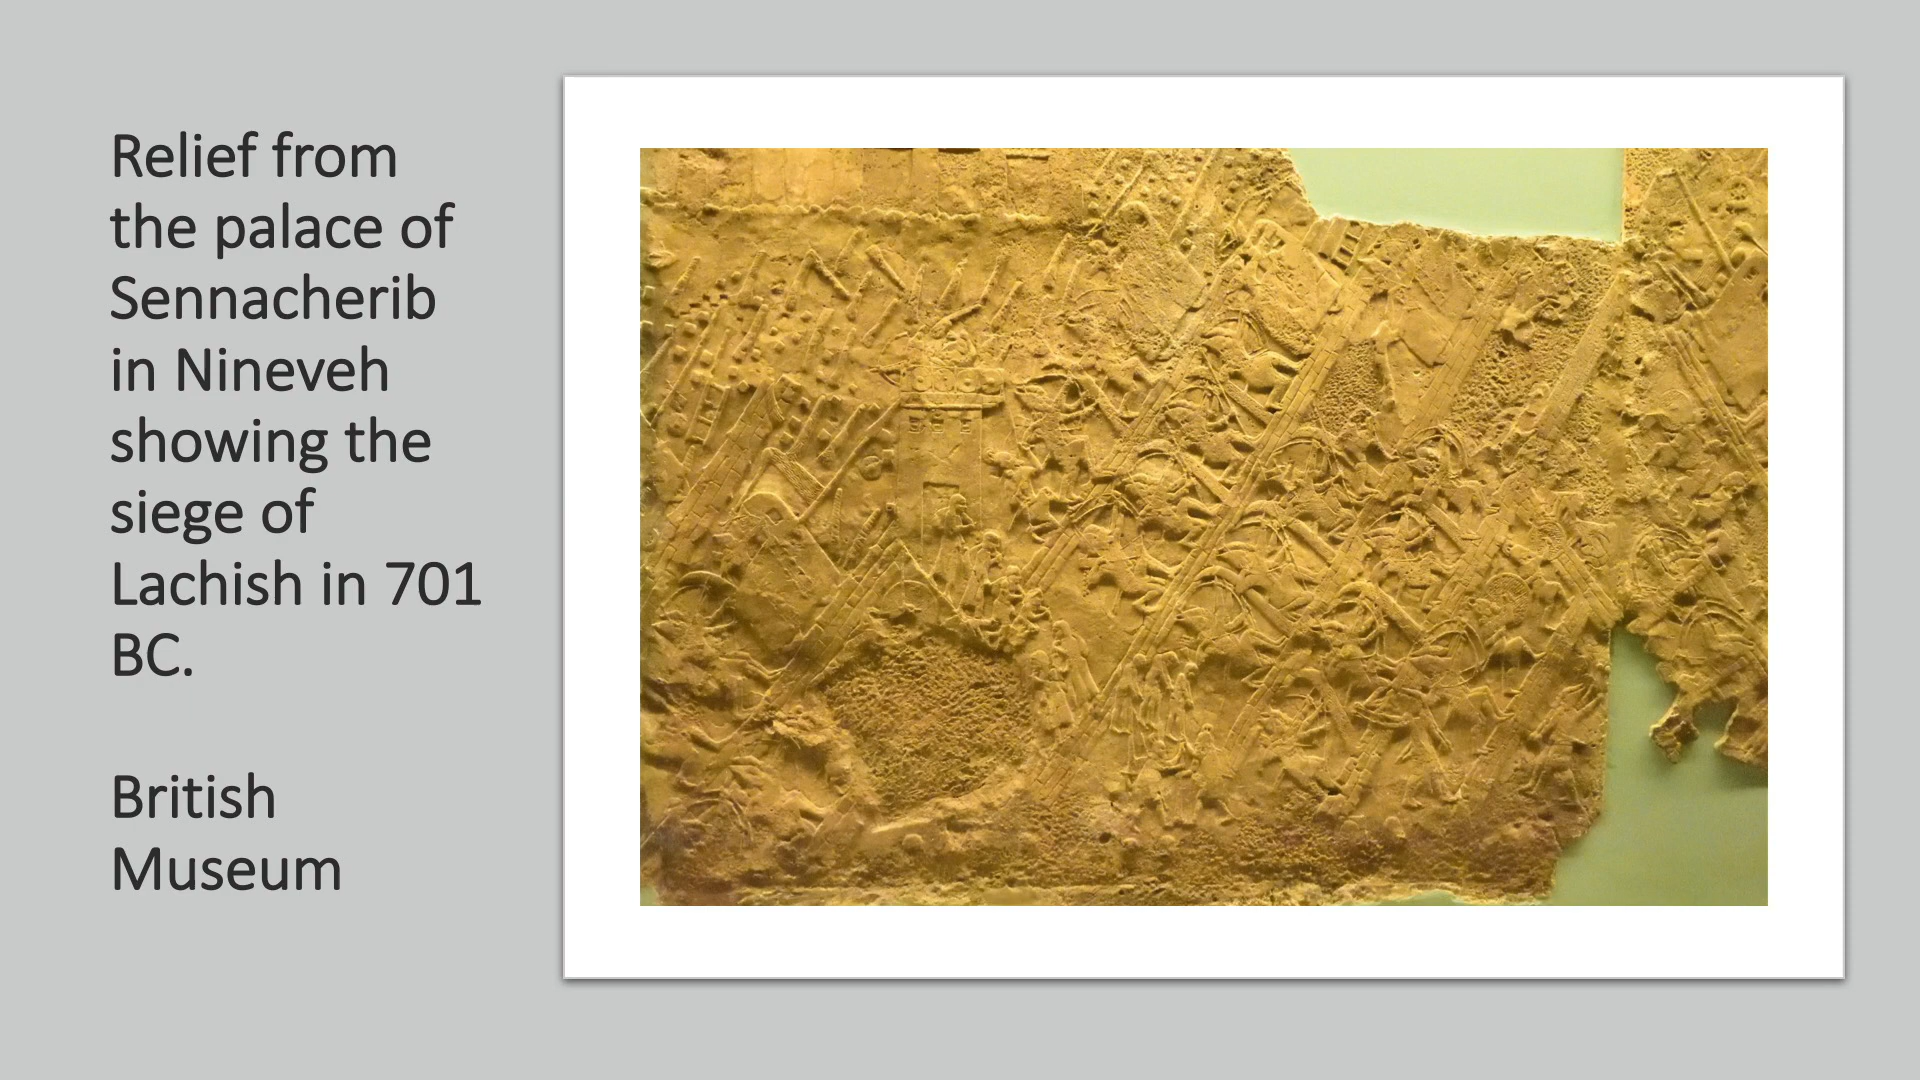 Relief from
the palace of
Sennacherib
in Nineveh
showing the
siege of
Lachish in 701
BC.
British
Museum